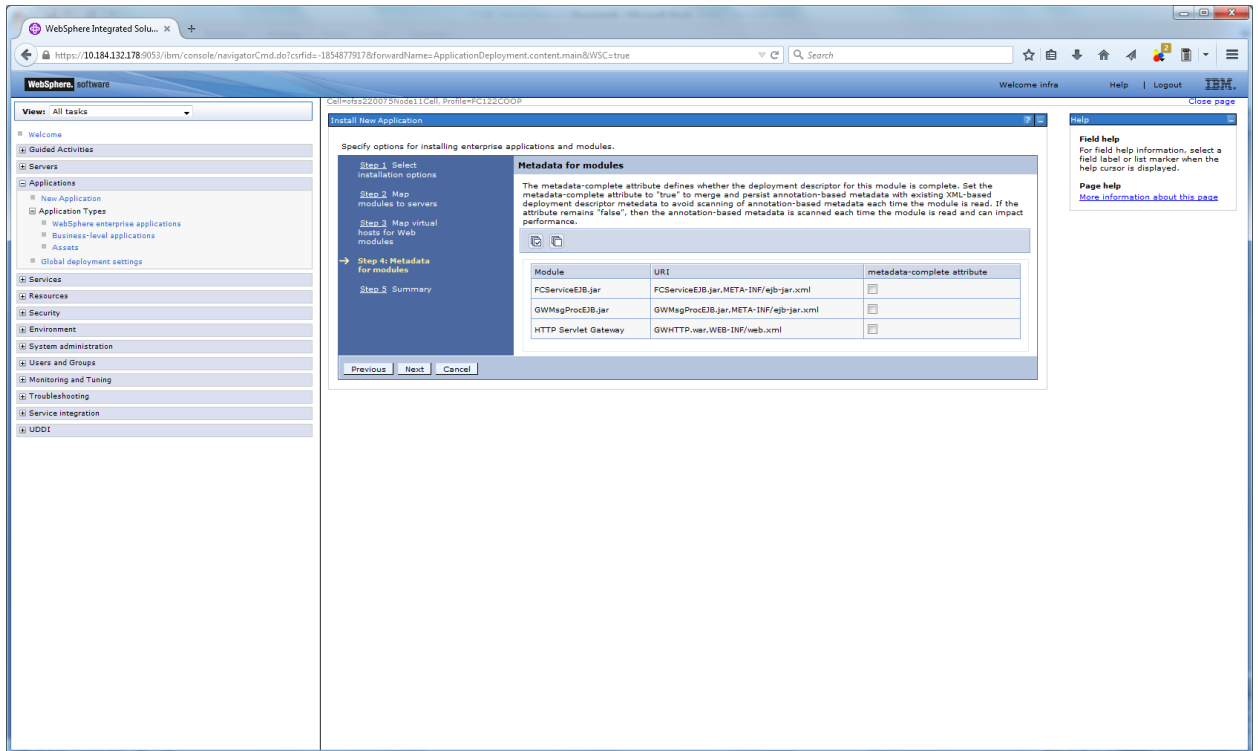 WebSphere Integrated Solu...
https://10.184.132.178:9053/ibm/console/navigatorCmd.do?csrfid=-1854877917&forwardName=ApplicationDeployment.content.main&WSC=true
Search
2
WebSphere. software
Welcome infra
Help | Logout
IBM.
View: All tasks
Welcome
Guided Activities
Servers
Applications
New Application
Application Types
WebSphere enterprise applications
Business-level applications
Assets
Global deployment settings
Services
Resources
Security
Environment
System administration
Users and Groups
Monitoring and Tuning
Troubleshooting
Service integration
UDDI
Cell=ofss220075Node11Cell, Profile=FC122COOP
Close page
Install New Application
Specify options for installing enterprise applications and modules.
Step 1 Select
installation options
Step 2 Map
modules to servers
Step 3 Map virtual
hosts for Web
modules
Step 4: Metadata
for modules
Step 5 Summary
Metadata for modules
The metadata-complete attribute defines whether the deployment descriptor for this module is complete. Set the
metadata-complete attribute to "true" to merge and persist annotation-based metadata with existing XML-based
deployment descriptor metedata to avoid scanning of annotation-based metadata each time the module is read. If the
attribute remains "false", then the annotation-based metadata is scanned each time the module is read and can impact
performance.
Module URI metadata-complete attribute
FCServiceEJB.jar FCServiceEJB.jar,META-INF/ejb-jar.xml
GWMsgProcEJB.jar GWMsgProcEJB.jar,META-INF/ejb-jar.xml
HTTP Servlet Gateway GWHTTP.war,WEB-INF/web.xml
Previous Next Cancel
Help
Field help
For field help information, select a
field label or list marker when the
help cursor is displayed.
Page help
More information about this page